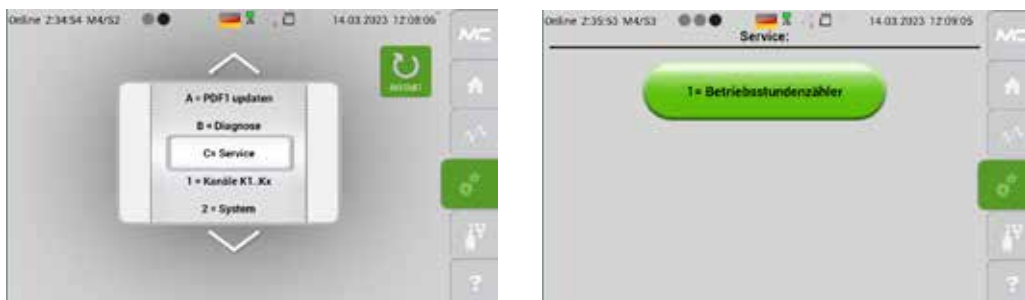 Online 2:34:54 M4/S2 14.03.2023 12:08:06
MC
RESTART
A = PDF1 updaten
B = Diagnose
C= Service
1 = Kanäle K1..Kx
2 = System
?
Online 2:35:53 M4/S3 14.03.2023 12:09:05
Service:
MC
1= Betriebsstundenzähler
?